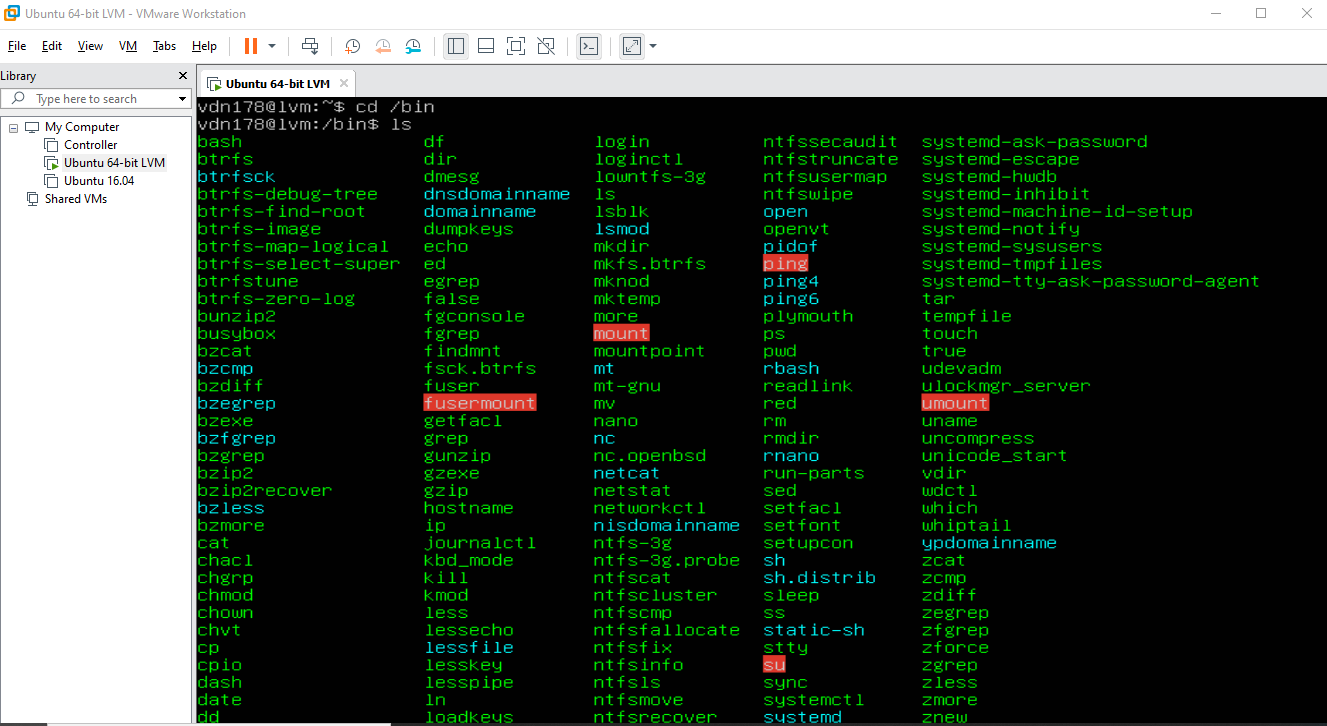 Ubuntu 64-bit LVM - VMware Workstation
File Edit View VM Tabs Help
Library
Type here to search
My Computer
Controller
Ubuntu 64-bit LVM
Ubuntu 16.04
Shared VMs
Ubuntu 64-bit LVM
vdn178@lvm:~$ cd /bin
vdn178@lvm:/bin$ ls
bash df login ntfssecaudit systemd-ask-password
btrfs dir loginctl ntfstruncate systemd-escape
btrfsck dmesg lowntfs-3g ntfsusermap systemd-hwdb
btrfs-debug-tree dnsdomainname ls ntfswipe systemd-inhibit
btrfs-find-root domainname lsblk open systemd-machine-id-setup
btrfs-image dumpkeys lsmod openvt systemd-notify
btrfs-map-logical echo mkdir pidof systemd-sysusers
btrfs-select-super ed mkfs.btrfs ping systemd-tmpfiles
btrfstune egrep mknod ping4 systemd-tty-ask-password-agent
btrfs-zero-log false mktemp ping6 tar
bunzip2 fgconsole more plymouth tempfile
busybox fgrep mount ps touch
bzcat findmnt mountpoint pwd true
bzcmp fsck.btrfs mt rbash udevadm
bzdiff fuser mt-gnu readlink ulockmgr_server
bzegrep fusermount mv red umount
bzexe getfacl nano rm uname
bzfgrep grep nc rmdir uncompress
bzgrep gunzip nc.openbsd rnano unicode_start
bzip2 gzexe netcat run-parts vdir
bzip2recover gzip netstat sed wdctl
bzless hostname networkctl setfacl which
bzmore ip nisdomainname setfont whiptail
cat journalctl ntfs-3g setupcon ypdomainname
chacl kbd_mode ntfs-3g.probe sh zcat
chgrp kill ntfscat sh.distrib zcmp
chmod kmod ntfscluster sleep zdiff
chown less ntfscmp ss zegrep
chvt lessecho ntfsfallocate static-sh zfgrep
cp lessfile ntfsfix stty zforce
cpio lesskey ntfsinfo su zgrep
dash lesspipe ntfsls sync zless
date ln ntfsmove systemctl zmore
dd loadkeys ntfsrecover systemd znew